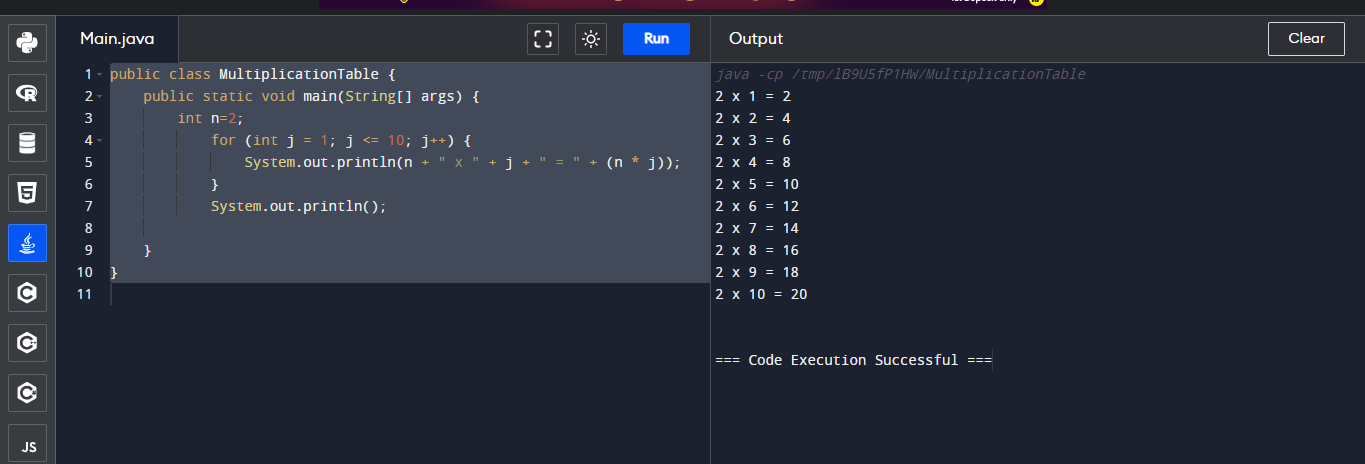 Main.java
Run
Output
Clear
1 public class MultiplicationTable {
2     public static void main(String[] args) {
3         int n=2;
4             for (int j = 1; j <= 10; j++) {
5                 System.out.println(n + " x " + j + " = " + (n * j));
6             }
7             System.out.println();
8
9     }
10 }
11
java -cp /tmp/lB9U5fP1HW/MultiplicationTable
2 x 1 = 2
2 x 2 = 4
2 x 3 = 6
2 x 4 = 8
2 x 5 = 10
2 x 6 = 12
2 x 7 = 14
2 x 8 = 16
2 x 9 = 18
2 x 10 = 20
=== Code Execution Successful ===
JS